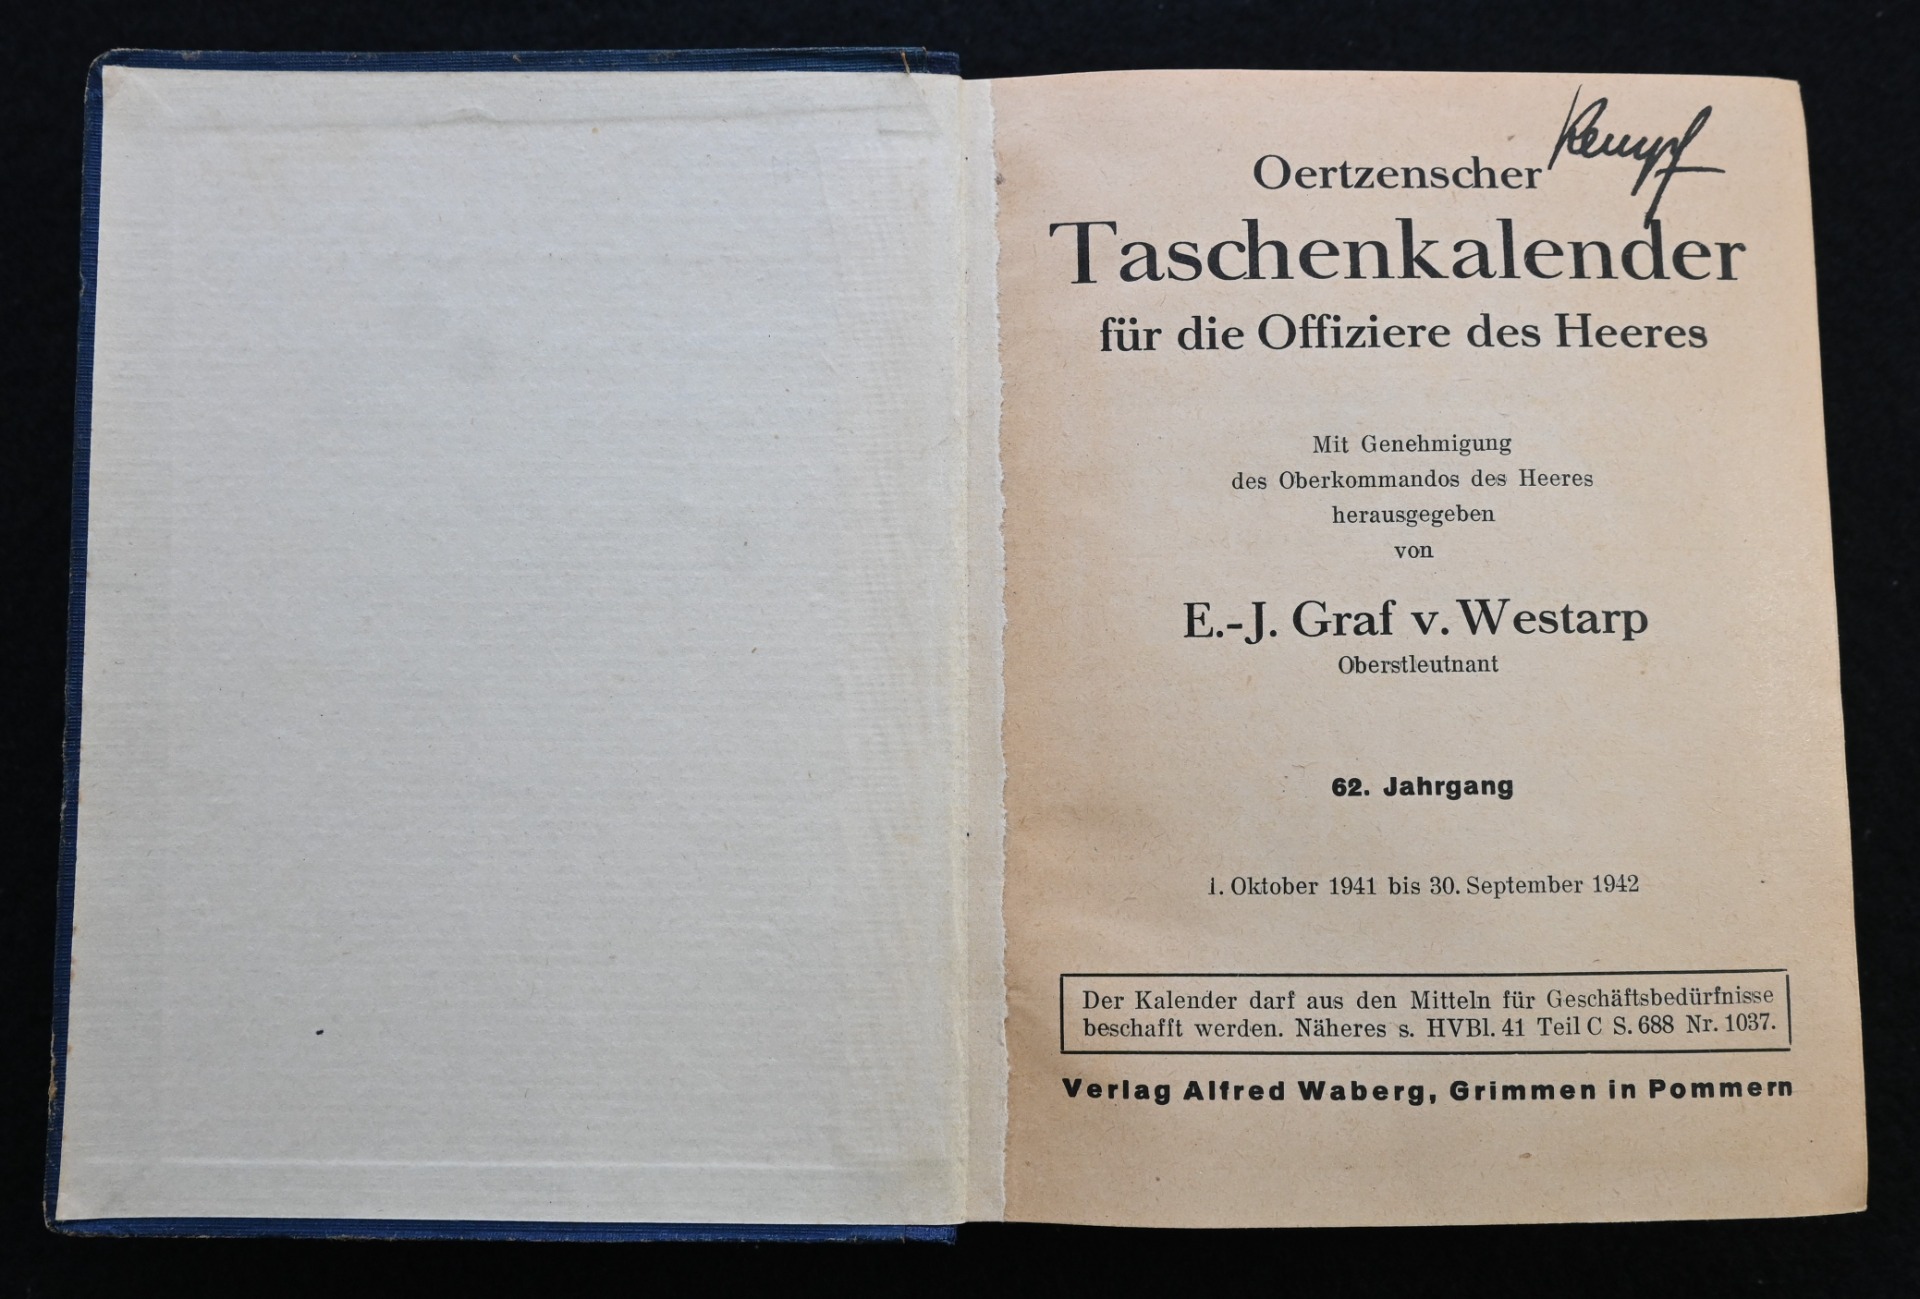 Kempf
Oertzenscher
Taschenkalender
für die Offiziere des Heeres
Mit Genehmigung
des Oberkommandos des Heeres
herausgegeben
von
E.-J. Graf v. Westarp
Oberstleutnant
62. Jahrgang
1. Oktober 1941 bis 30. September 1942
Der Kalender darf aus den Mitteln für Geschäftsbedürfnisse
beschafft werden. Näheres s. HVBl. 41 Teil C S. 688 Nr. 1037.
Verlag Alfred Waberg, Grimmen in Pommern